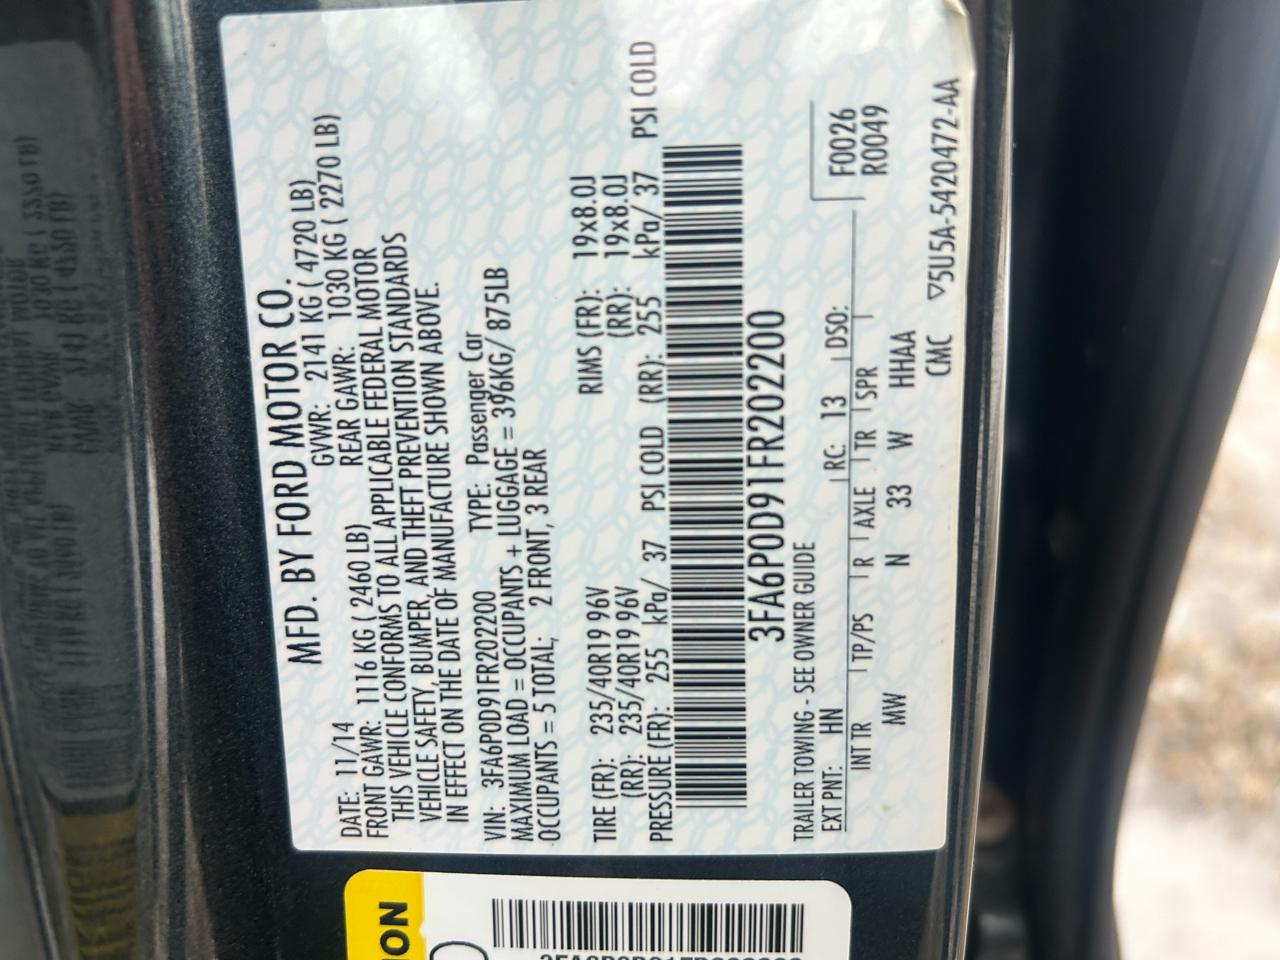 MFD. BY FORD MOTOR CO.
DATE: 11/14 GVWR: 2141 KG ( 4720 LB)
FRONT GAWR: 1116 KG ( 2460 LB) REAR GAWR: 1030 KG ( 2270 LB)
THIS VEHICLE CONFORMS TO ALL APPLICABLE FEDERAL MOTOR
VEHICLE SAFETY, BUMPER, AND THEFT PREVENTION STANDARDS
IN EFFECT ON THE DATE OF MANUFACTURE SHOWN ABOVE.
VIN: 3FA6P0D91FR202200 TYPE: Passenger Car
MAXIMUM LOAD = OCCUPANTS + LUGGAGE = 396KG/ 875LB
OCCUPANTS = 5 TOTAL; 2 FRONT, 3 REAR
TIRE (FR): 235/40R19 96V RIMS (FR): 19x8.0J
(RR): 235/40R19 96V (RR): 19x8.0J
PRESSURE (FR): 255 kPa/ 37 PSI COLD (RR): 255 kPa/ 37 PSI COLD
3FA6P0D91FR202200
TRAILER TOWING - SEE OWNER GUIDE
EXT PNT: HN RC: 13 DSO: F0026
R0049
INT TR TP/PS R AXLE TR SPR
MW N 33 W HHAA
CMC ▽5U5A-5420472-AA
ION